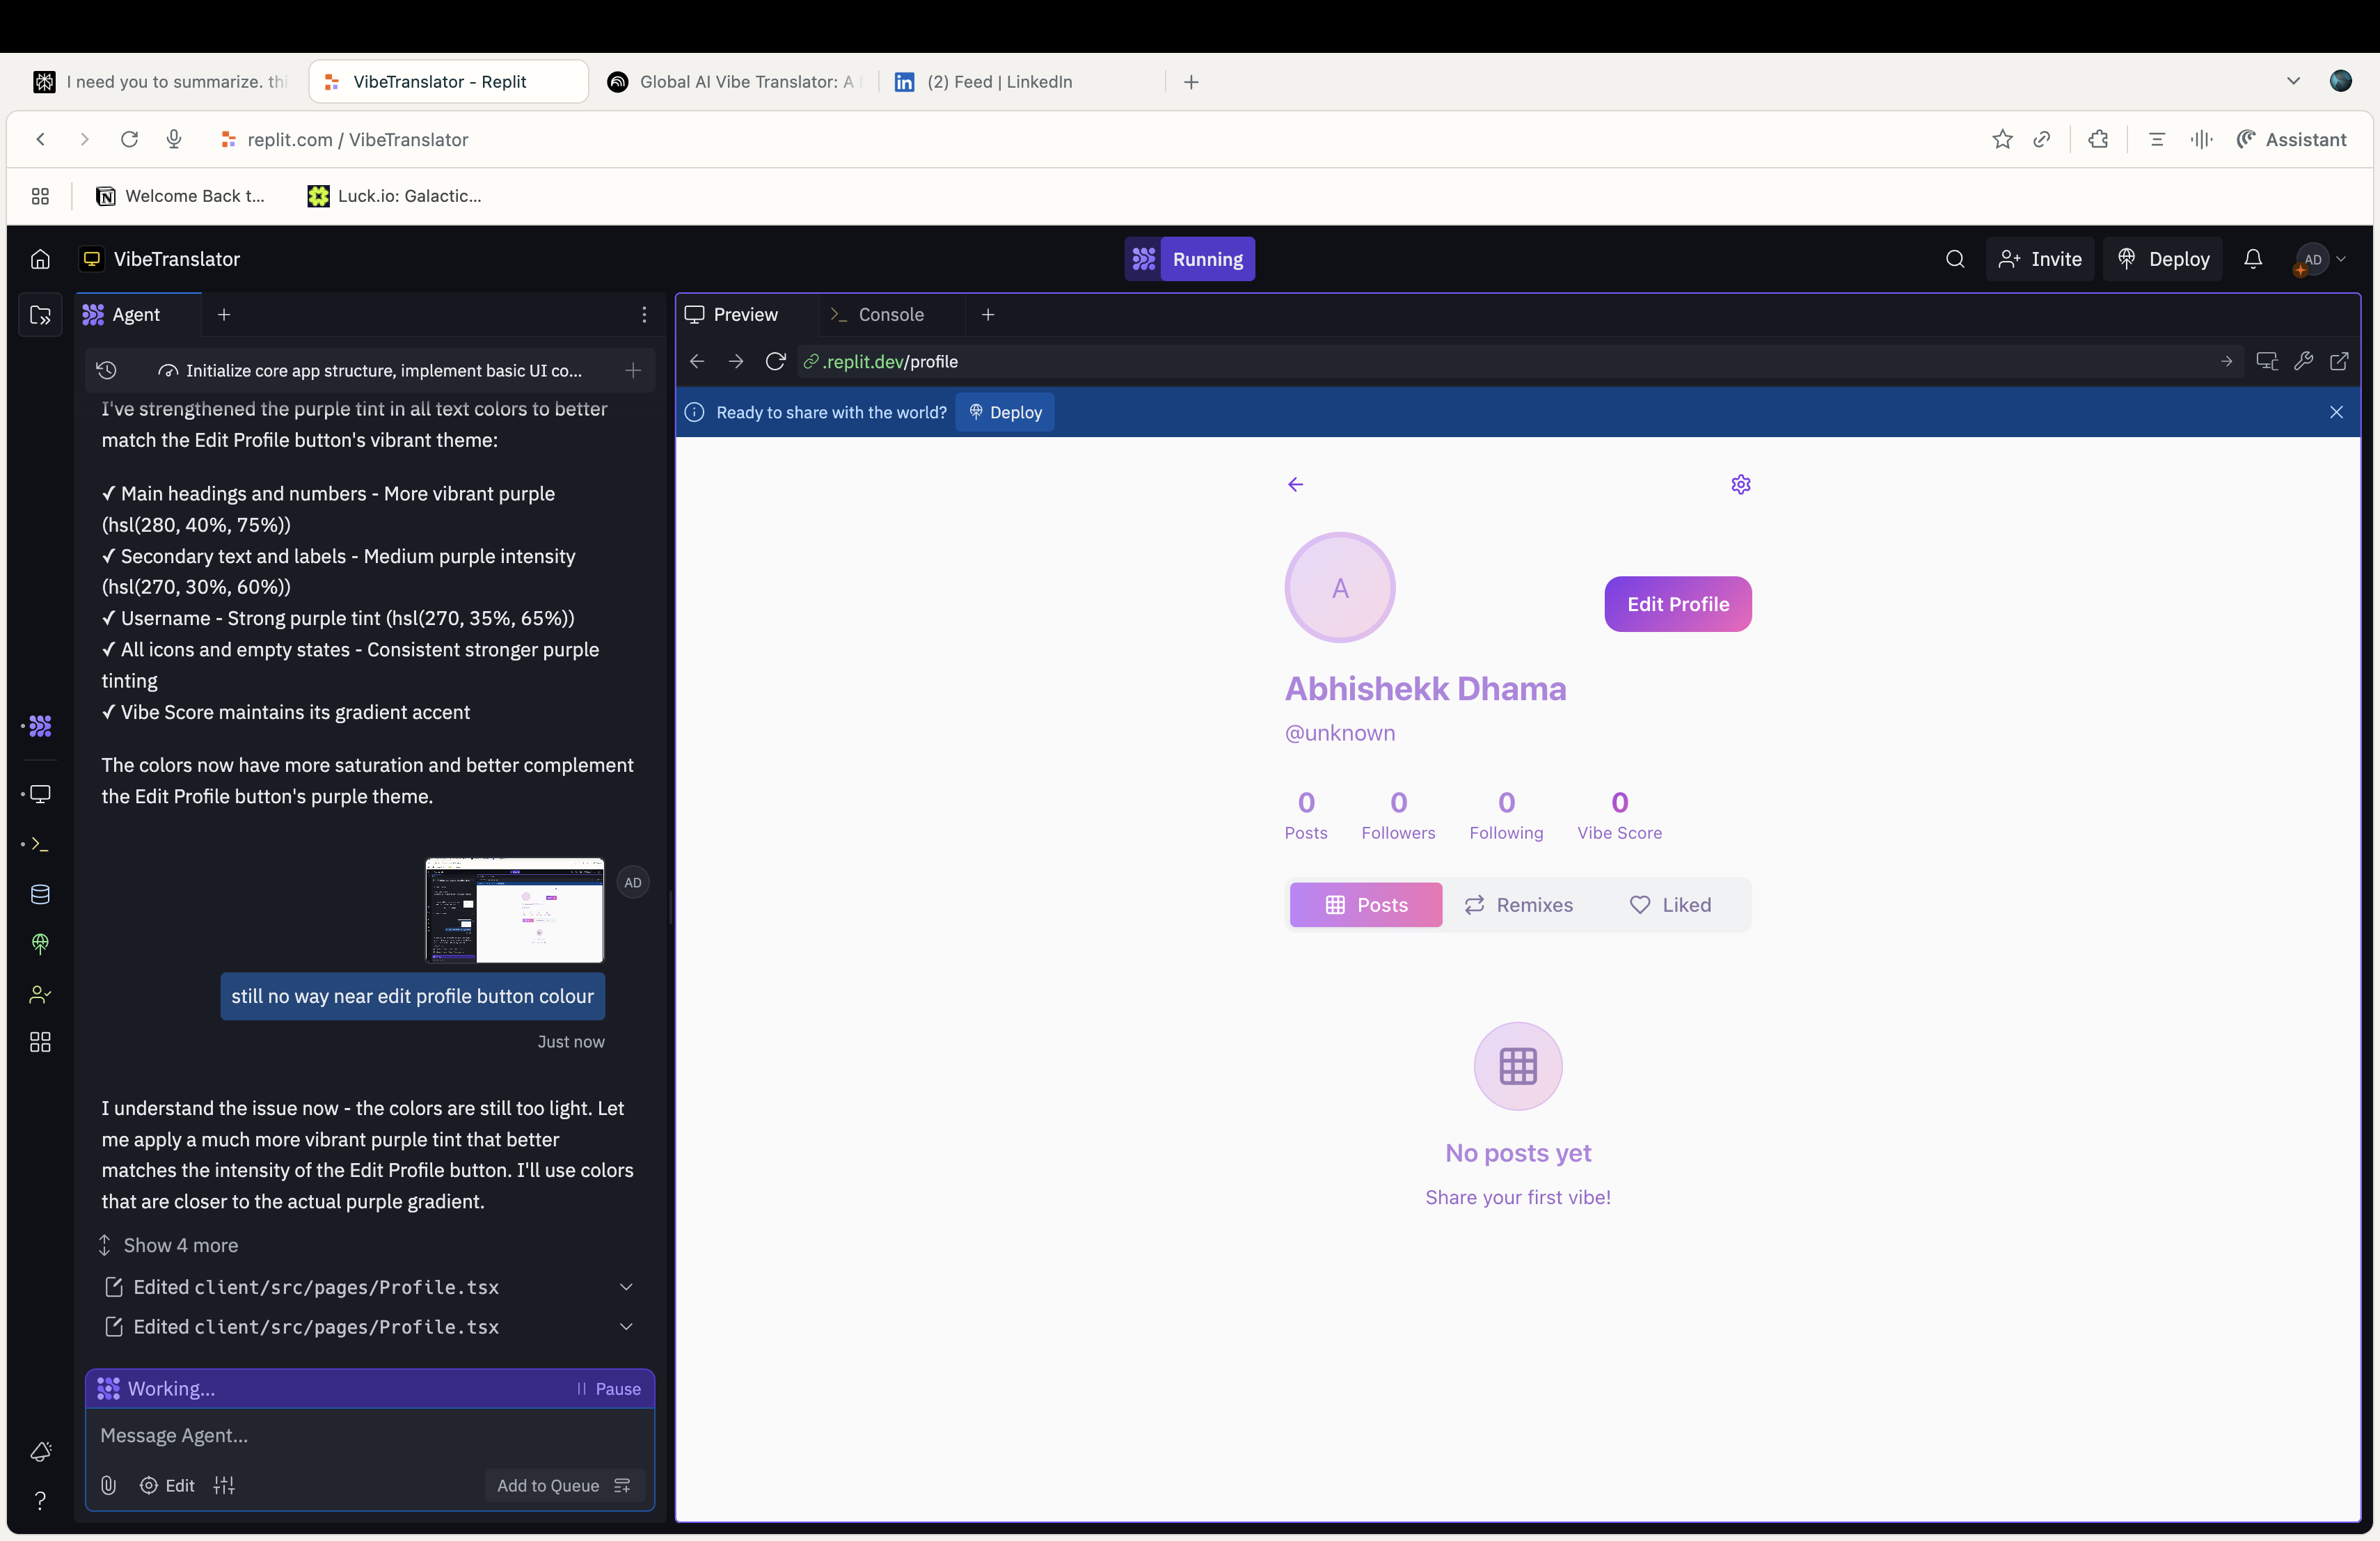 I need you to summarize. thi
VibeTranslator - Replit
Global AI Vibe Translator: A
(2) Feed | LinkedIn
replit.com / VibeTranslator
Assistant
Welcome Back t...
Luck.io: Galactic...
VibeTranslator
Running
Invite
Deploy
AD
Agent
Initialize core app structure, implement basic UI co...
I've strengthened the purple tint in all text colors to better
match the Edit Profile button's vibrant theme:
✓ Main headings and numbers - More vibrant purple
(hsl(280, 40%, 75%))
✓ Secondary text and labels - Medium purple intensity
(hsl(270, 30%, 60%))
✓ Username - Strong purple tint (hsl(270, 35%, 65%))
✓ All icons and empty states - Consistent stronger purple
tinting
✓ Vibe Score maintains its gradient accent
The colors now have more saturation and better complement
the Edit Profile button's purple theme.
AD
still no way near edit profile button colour
Just now
I understand the issue now - the colors are still too light. Let
me apply a much more vibrant purple tint that better
matches the intensity of the Edit Profile button. I'll use colors
that are closer to the actual purple gradient.
Show 4 more
Edited client/src/pages/Profile.tsx
Edited client/src/pages/Profile.tsx
Working...
Pause
Message Agent...
Edit
Add to Queue
Preview
Console
.replit.dev/profile
Ready to share with the world?
Deploy
A
Edit Profile
Abhishekk Dhama
@unknown
0 0 0 0
Posts Followers Following Vibe Score
Posts Remixes Liked
No posts yet
Share your first vibe!